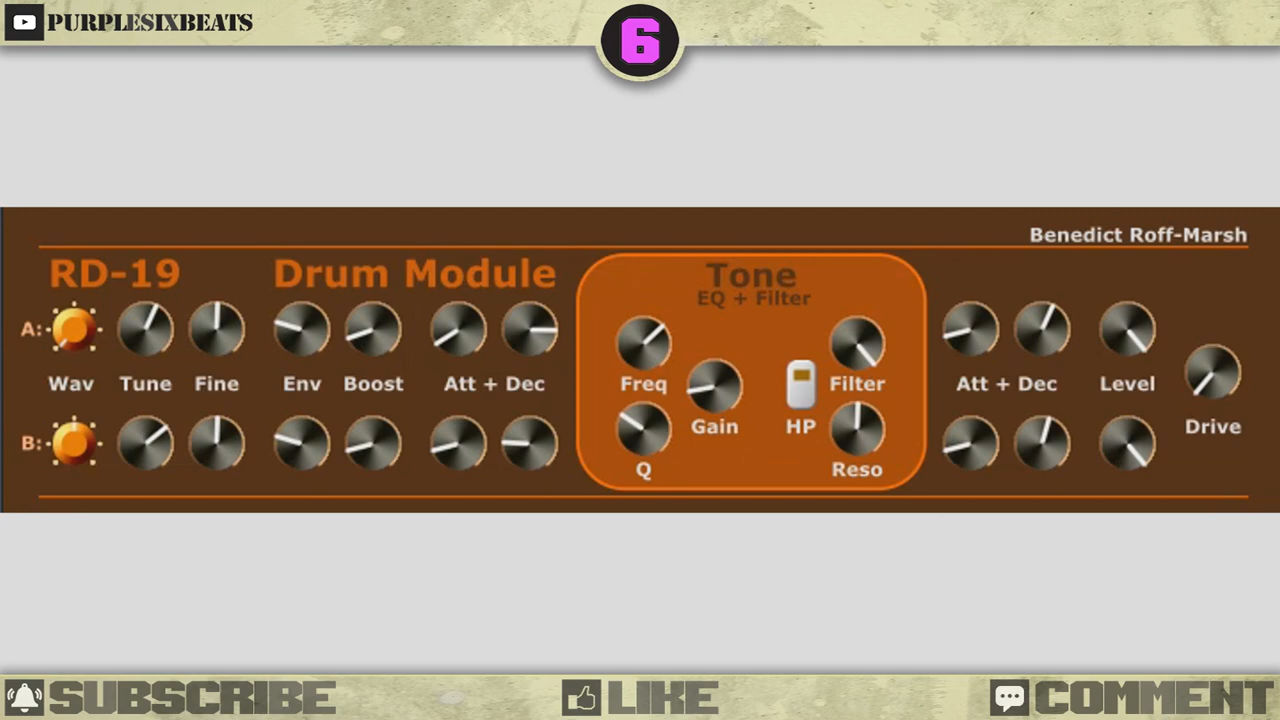 PURPLESIXBEATS
6
Benedict Roff-Marsh
RD-19 Drum Module
Tone
EQ + Filter
A:
Wav Tune Fine Env Boost Att + Dec Freq Filter Att + Dec Level
Gain HP Drive
B:
Q Reso
SUBSCRIBE LIKE COMMENT